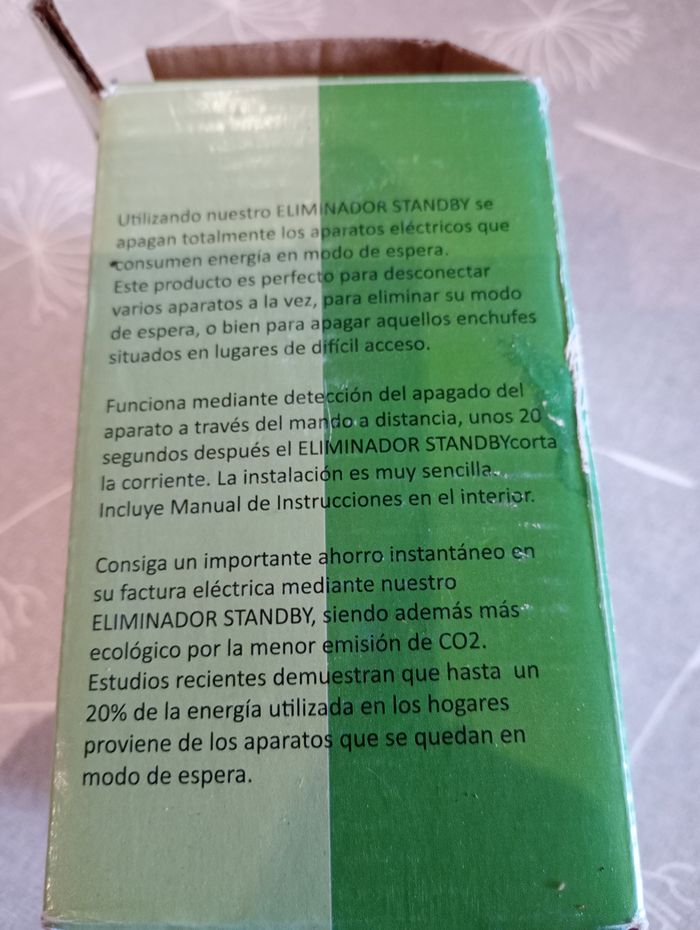 Utilizando nuestro ELIMINADOR STANDBY se
apagan totalmente los aparatos eléctricos que
consumen energía en modo de espera.
Este producto es perfecto para desconectar
varios aparatos a la vez, para eliminar su modo
de espera, o bien para apagar aquellos enchufes
situados en lugares de difícil acceso.
Funciona mediante detección del apagado del
aparato a través del mando a distancia, unos 20
segundos después el ELIMINADOR STANDBYcorta
la corriente. La instalación es muy sencilla.
Incluye Manual de Instrucciones en el interior.
Consiga un importante ahorro instantáneo en
su factura eléctrica mediante nuestro
ELIMINADOR STANDBY, siendo además más
ecológico por la menor emisión de CO2.
Estudios recientes demuestran que hasta un
20% de la energía utilizada en los hogares
proviene de los aparatos que se quedan en
modo de espera.